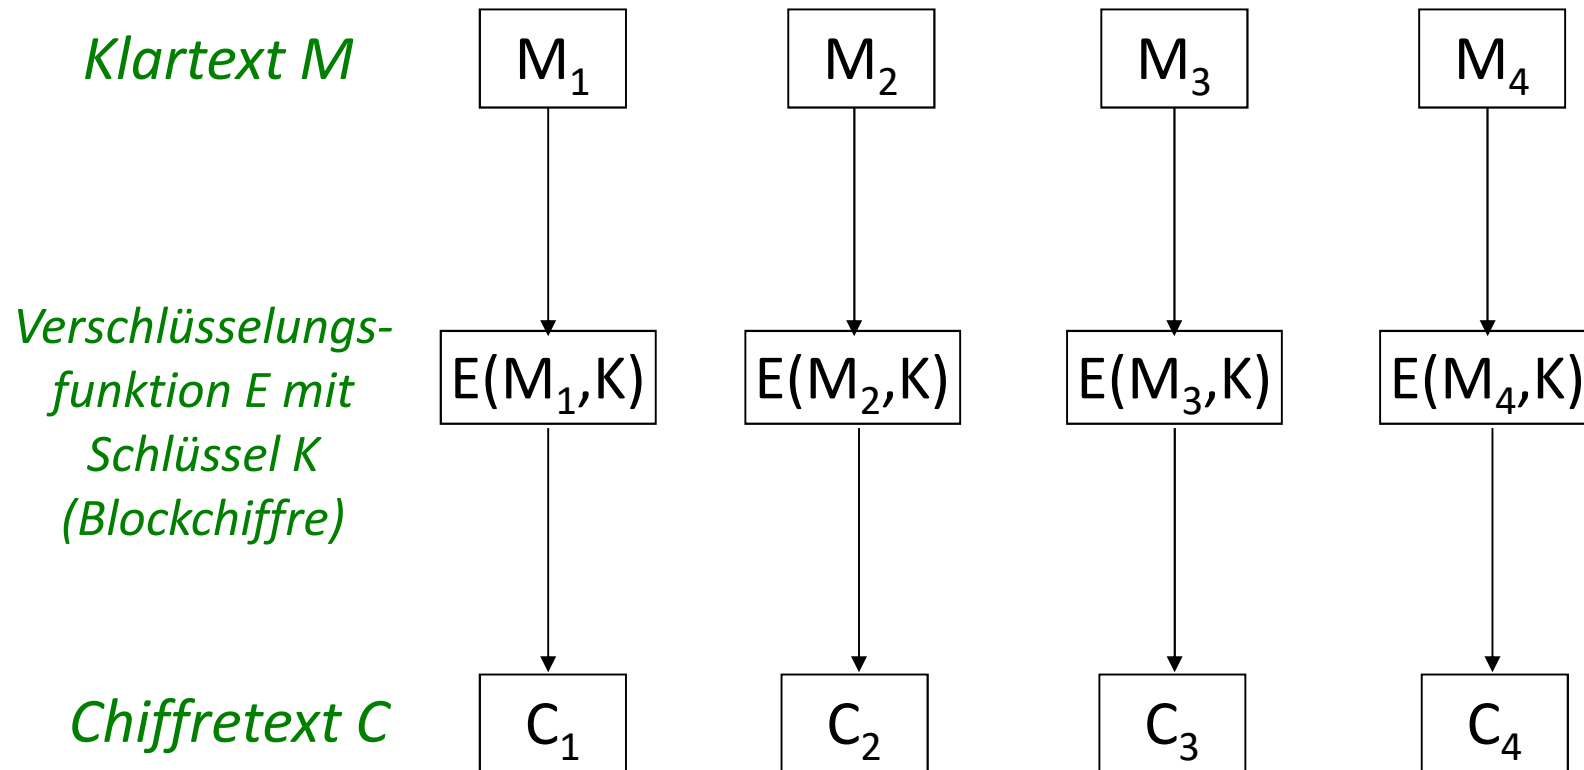 Klartext M
M₁ M₂ M₃ M₄
Verschlüsselungs-
funktion E mit
Schlüssel K
(Blockchiffre)
E(M₁,K) E(M₂,K) E(M₃,K) E(M₄,K)
Chiffretext C
C₁ C₂ C₃ C₄